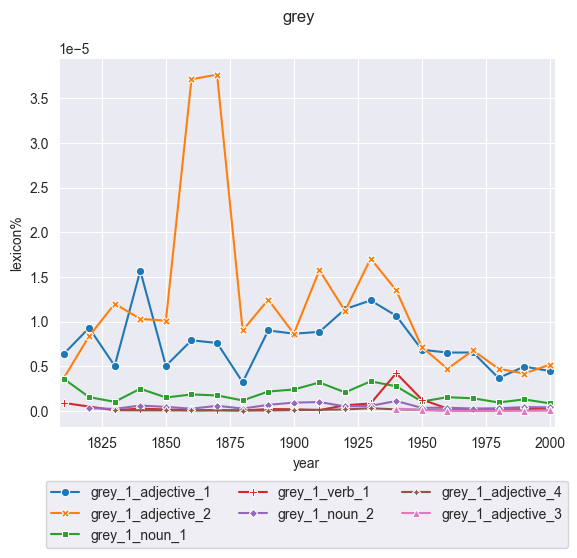 grey
1e−5
3.5
3.0
2.5
2.0
1.5
1.0
0.5
0.0
lexicon%
1825 1850 1875 1900 1925 1950 1975 2000
year
grey_1_adjective_1 grey_1_verb_1 grey_1_adjective_4
grey_1_adjective_2 grey_1_noun_2 grey_1_adjective_3
grey_1_noun_1